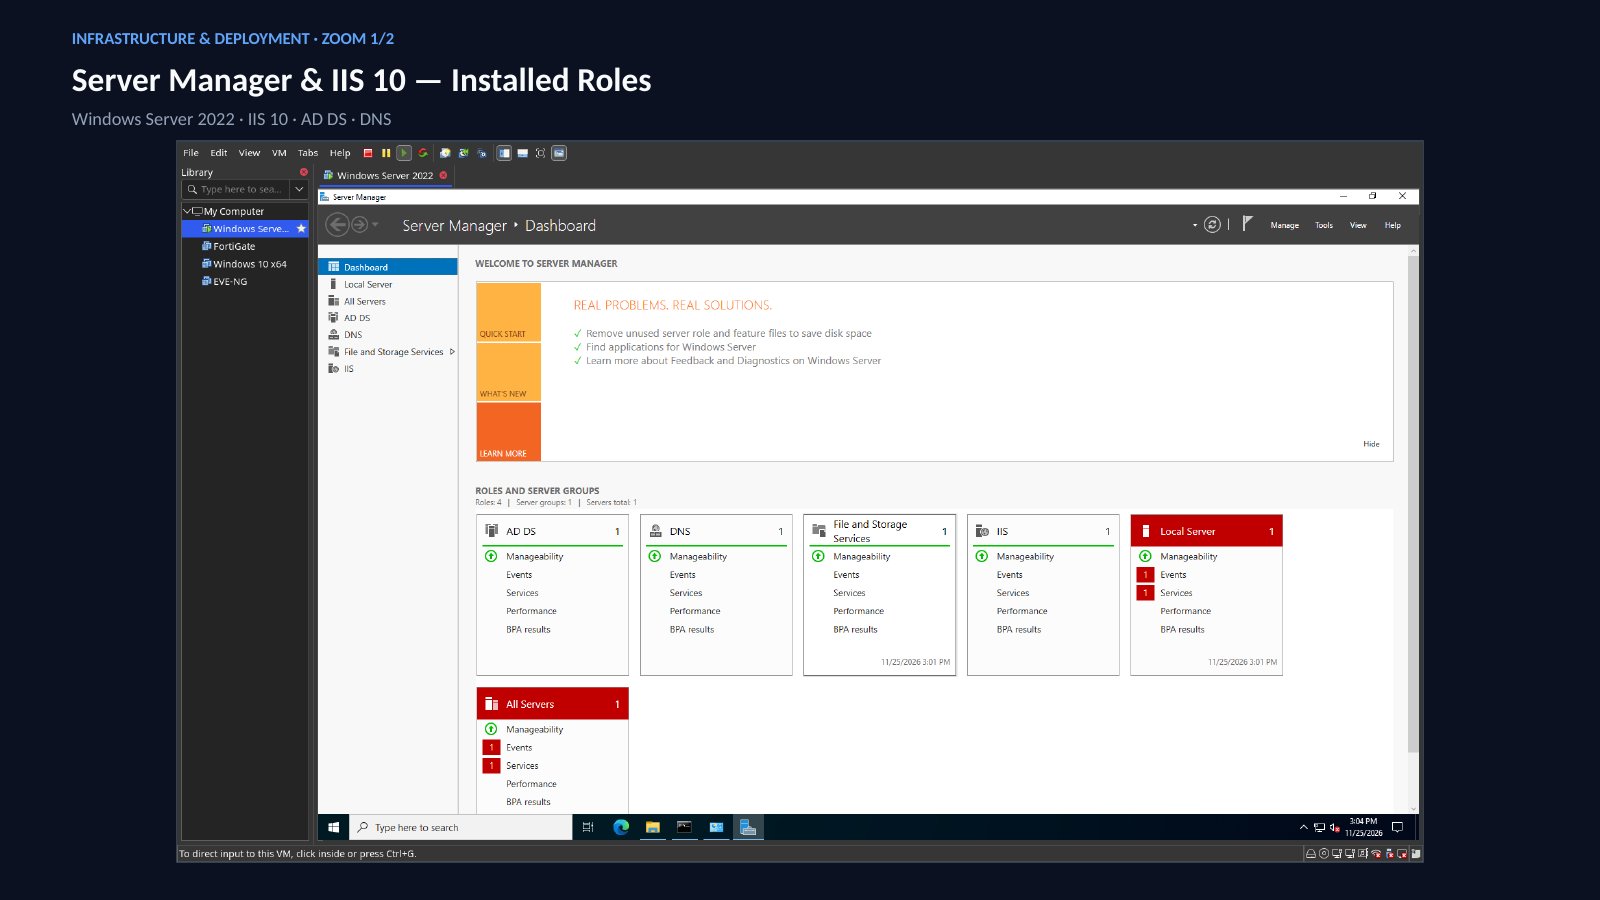 INFRASTRUCTURE & DEPLOYMENT · ZOOM 1/2
Server Manager & IIS 10 — Installed Roles
Windows Server 2022 · IIS 10 · AD DS · DNS
File Edit View VM Tabs Help
Library
Type here to sea...
Windows Server 2022
My Computer
Windows Serve...
FortiGate
Windows 10 x64
EVE-NG
Server Manager
Server Manager ‣ Dashboard
Manage Tools View Help
Dashboard
Local Server
All Servers
AD DS
DNS
File and Storage Services
IIS
WELCOME TO SERVER MANAGER
QUICK START
WHAT'S NEW
LEARN MORE
REAL PROBLEMS. REAL SOLUTIONS.
✓ Remove unused server role and feature files to save disk space
✓ Find applications for Windows Server
✓ Learn more about Feedback and Diagnostics on Windows Server
Hide
ROLES AND SERVER GROUPS
Roles: 4 | Server groups: 1 | Servers total: 1
AD DS 1
Manageability
Events
Services
Performance
BPA results
DNS 1
Manageability
Events
Services
Performance
BPA results
File and Storage
Services 1
Manageability
Events
Services
Performance
BPA results
11/25/2026 3:01 PM
IIS 1
Manageability
Events
Services
Performance
BPA results
Local Server 1
Manageability
1 Events
1 Services
Performance
BPA results
11/25/2026 3:01 PM
All Servers 1
Manageability
1 Events
1 Services
Performance
BPA results
Type here to search
3:04 PM
11/25/2026
To direct input to this VM, click inside or press Ctrl+G.